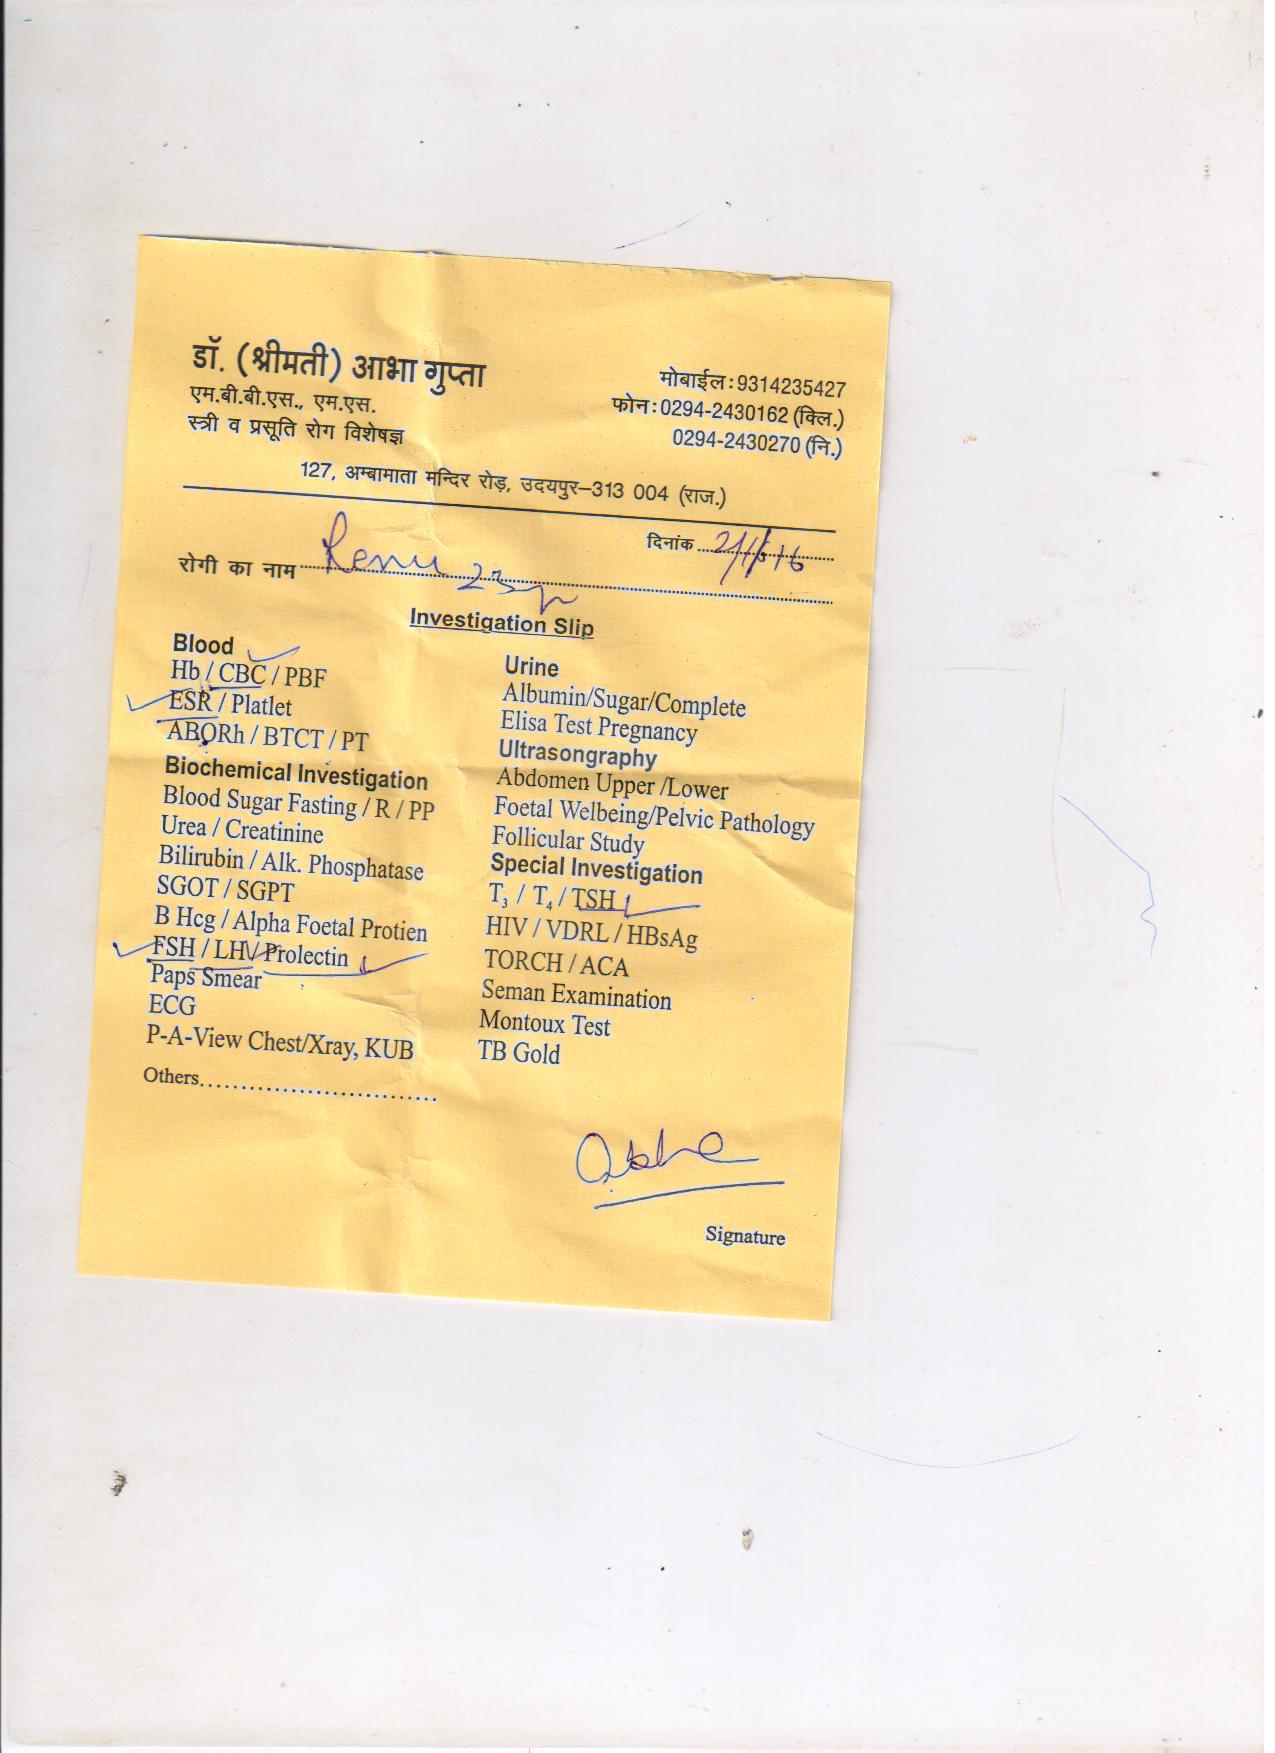 डॉ. (श्रीमती) आभा गुप्ता
एम.बी.बी.एस., एम.एस.
स्त्री व प्रसूति रोग विशेषज्ञ
मोबाईल:9314235427
फोन:0294-2430162 (क्लि.)
0294-2430270 (नि.)
127, अम्बामाता मन्दिर रोड़, उदयपुर–313 004 (राज.)
दिनांक
रोगी का नाम Renu 23
Investigation Slip
Blood
Hb / CBC / PBF
ESR / Platlet
ABORh / BTCT / PT
Biochemical Investigation
Blood Sugar Fasting / R / PP
Urea / Creatinine
Bilirubin / Alk. Phosphatase
SGOT / SGPT
B Hcg / Alpha Foetal Protien
FSH / LH / Prolectin
Paps Smear
ECG
P-A-View Chest/Xray, KUB
Others..............................
Urine
Albumin/Sugar/Complete
Elisa Test Pregnancy
Ultrasongraphy
Abdomen Upper /Lower
Foetal Welbeing/Pelvic Pathology
Follicular Study
Special Investigation
T₃ / T₄ / TSH
HIV / VDRL / HBsAg
TORCH / ACA
Seman Examination
Montoux Test
TB Gold
Abha
Signature